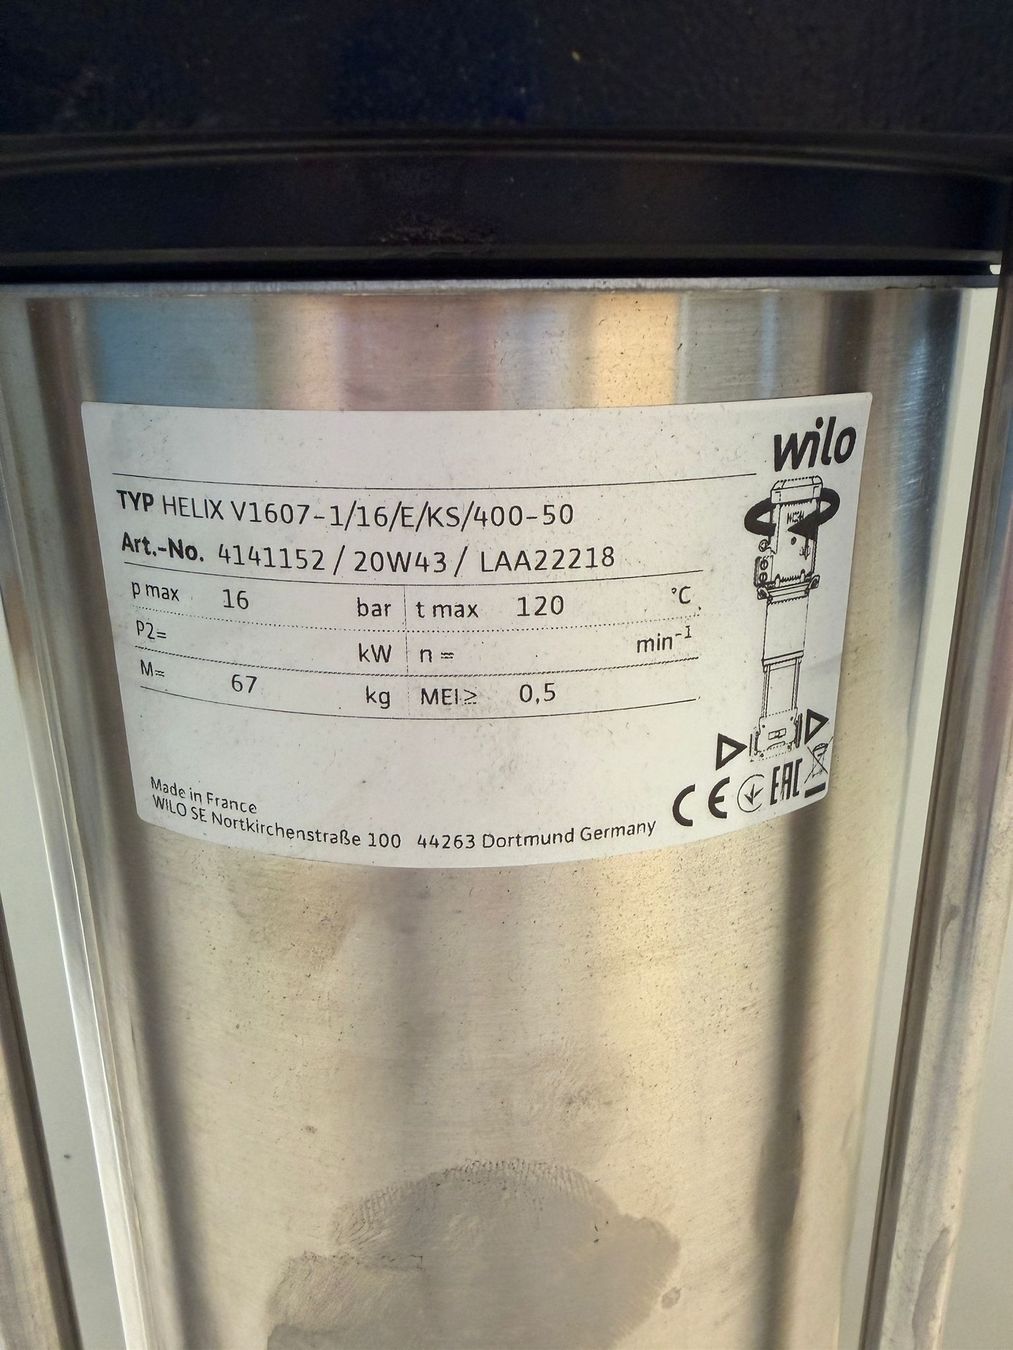 wilo
TYP HELIX V1607-1/16/E/KS/400-50
Art.-No. 4141152 / 20W43 / LAA22218
p max 16 bar t max 120 °C
P2= kW n = min-1
M= 67 kg MEI≥ 0,5
CE EAC
Made in France
WILO SE Nortkirchenstraße 100 44263 Dortmund Germany